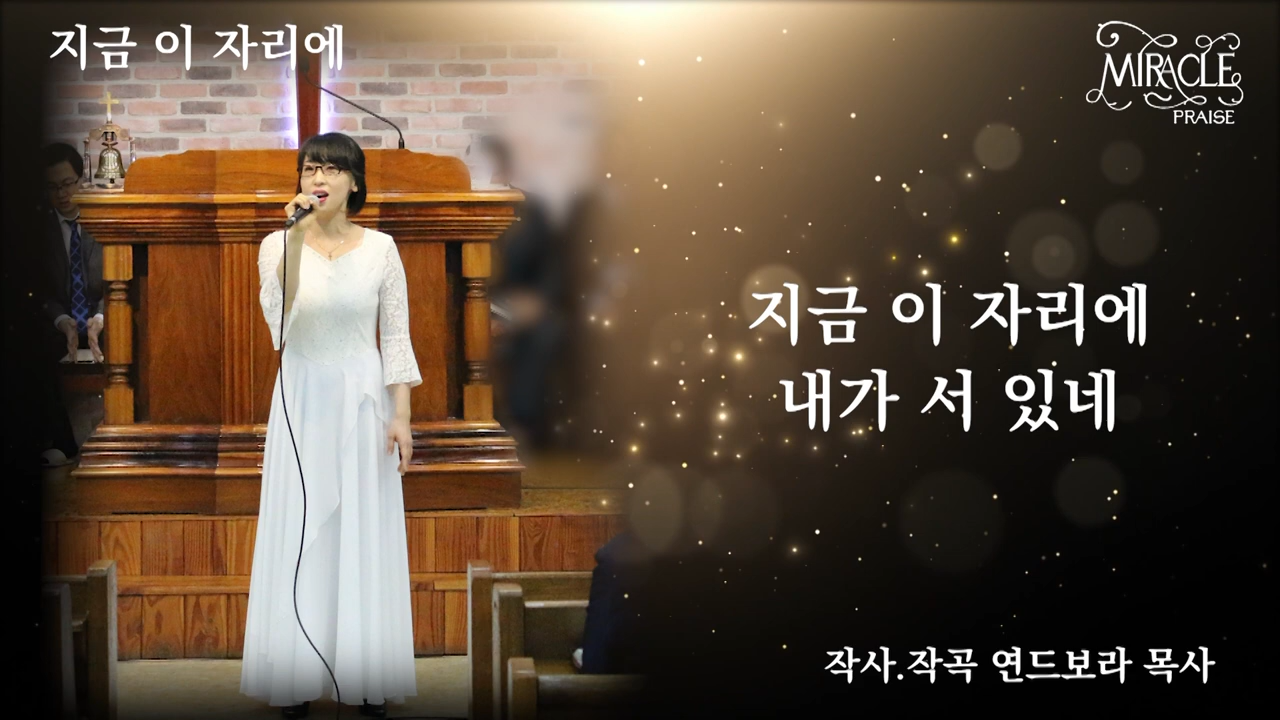 지금 이 자리에
MIRACLE
PRAISE
지금 이 자리에
내가 서 있네
작사.작곡 연드보라 목사